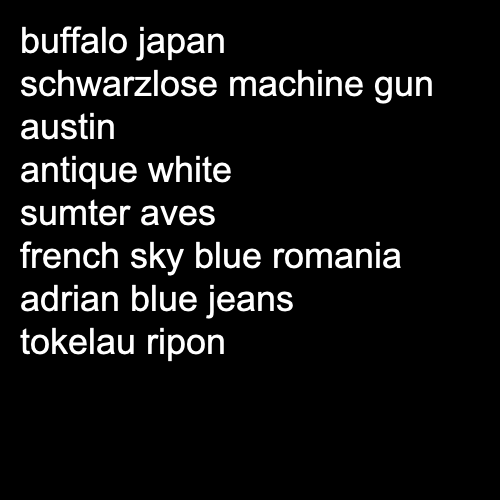 buffalo japan
schwarzlose machine gun
austin
antique white
sumter aves
french sky blue romania
adrian blue jeans
tokelau ripon